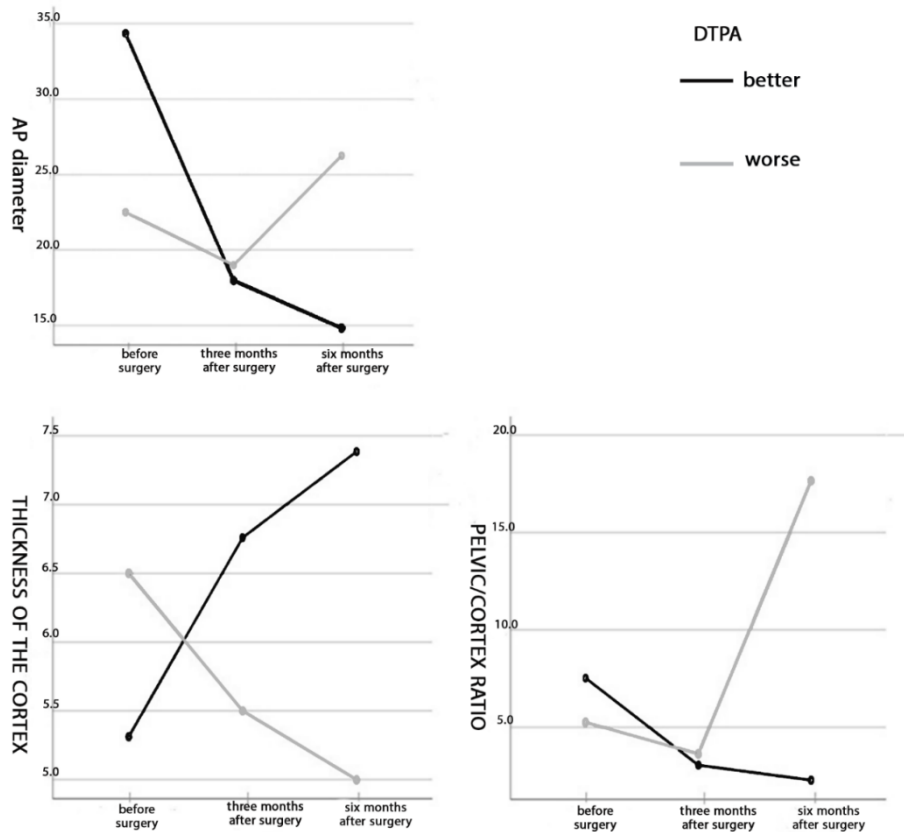 35.0
30.0
25.0
20.0
15.0
AP diameter
before
surgery
three months
after surgery
six months
after surgery
DTPA
better
worse
7.5
7.0
6.5
6.0
5.5
5.0
THICKNESS OF THE CORTEX
before
surgery
three months
after surgery
six months
after surgery
20.0
15.0
10.0
5.0
PELVIC/CORTEX RATIO
before
surgery
three months
after surgery
six months
after surgery